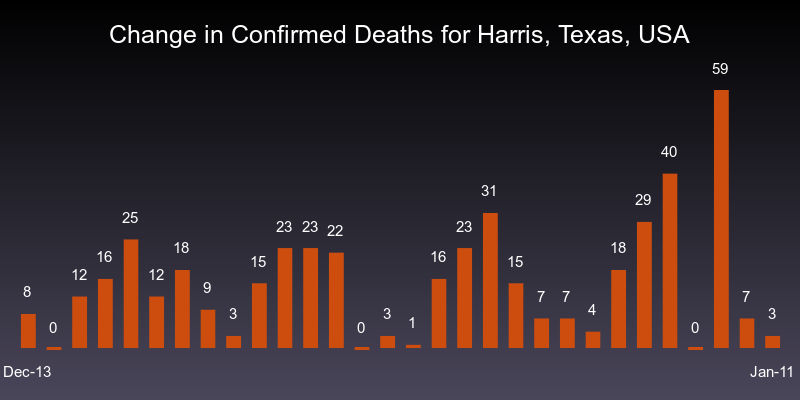 Change in Confirmed Deaths for Harris, Texas, USA
8 0 12 16 25 12 18 9 3 15 23 23 22 0 3 1 16 23 31 15 7 7 4 18 29 40 0 59 7 3
Dec-13 Jan-11